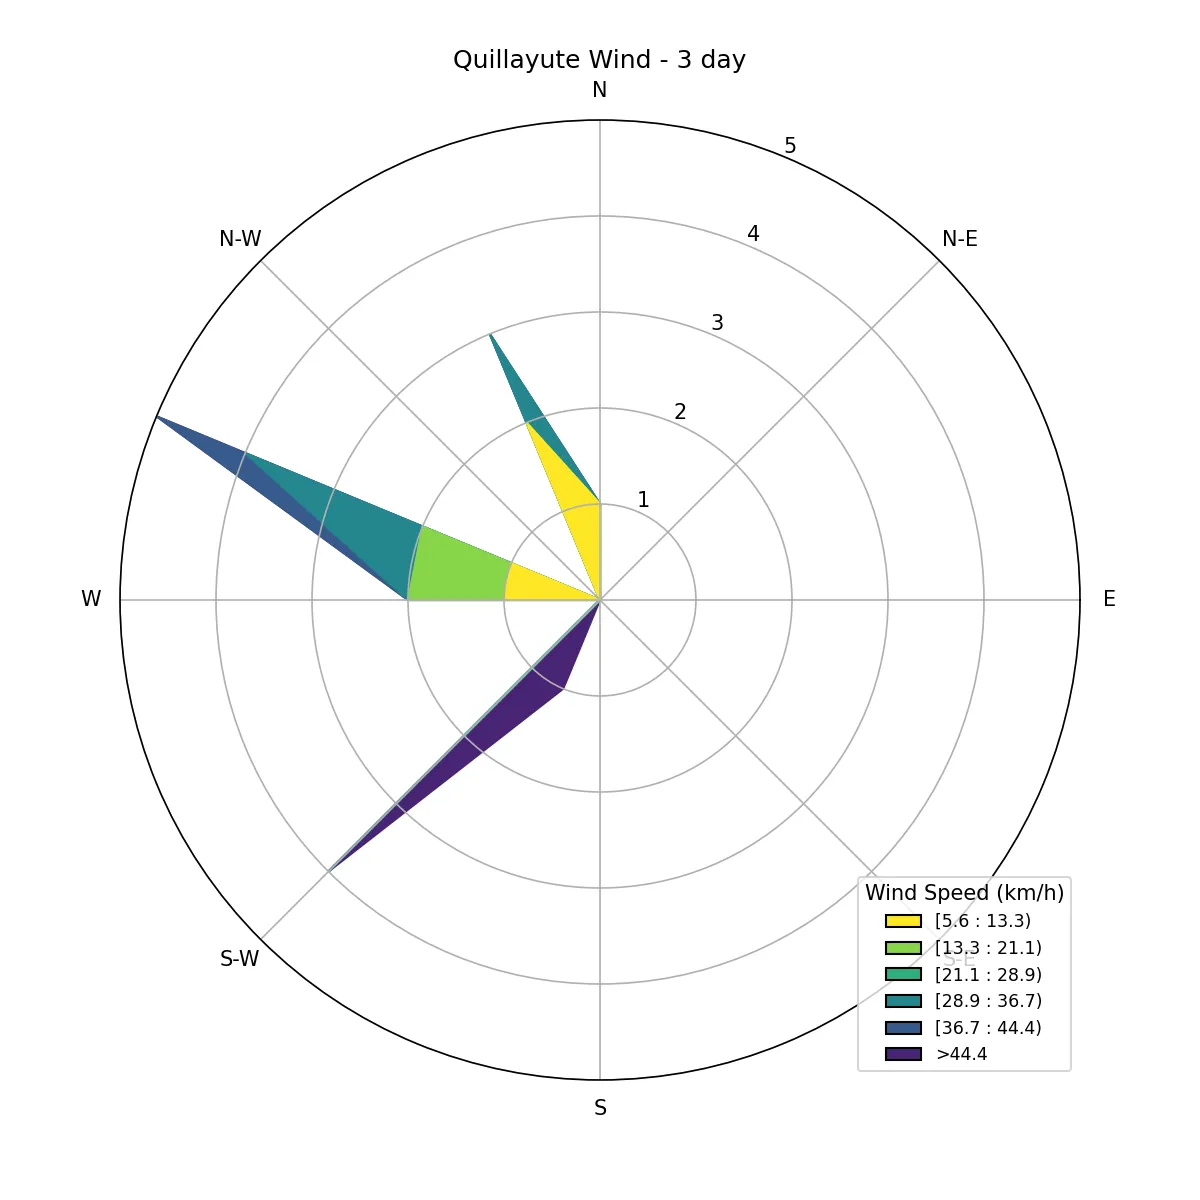 Quillayute Wind - 3 day
N
5
N-W
N-E
4
3
2
1
W
E
Wind Speed (km/h)
[5.6 : 13.3)
[13.3 : 21.1)
S-W
S-E
[21.1 : 28.9)
[28.9 : 36.7)
[36.7 : 44.4)
>44.4
S